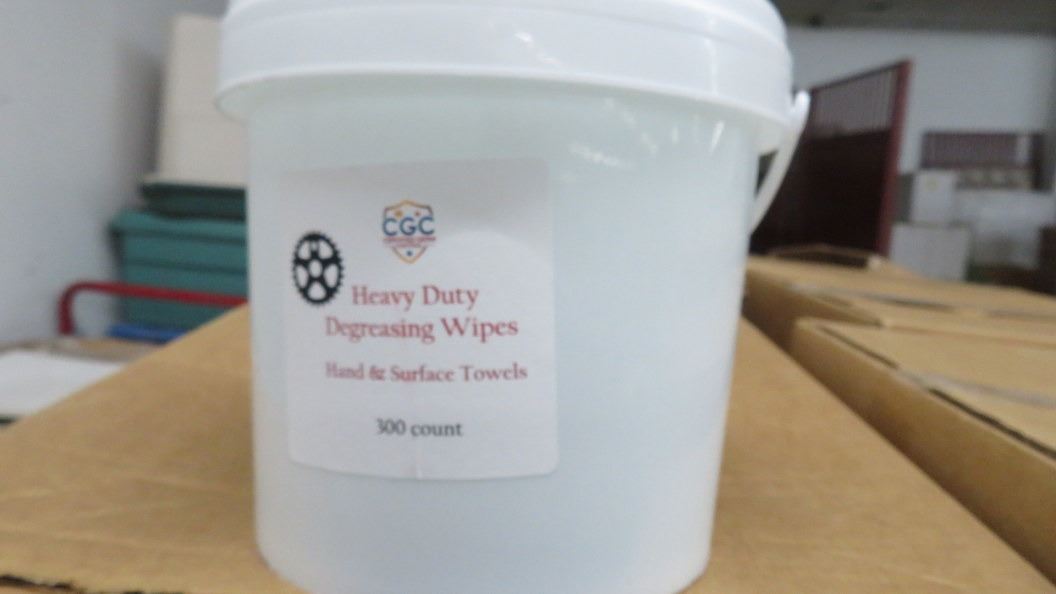 CGC
Heavy Duty
Degreasing Wipes
Hand & Surface Towels
300 count